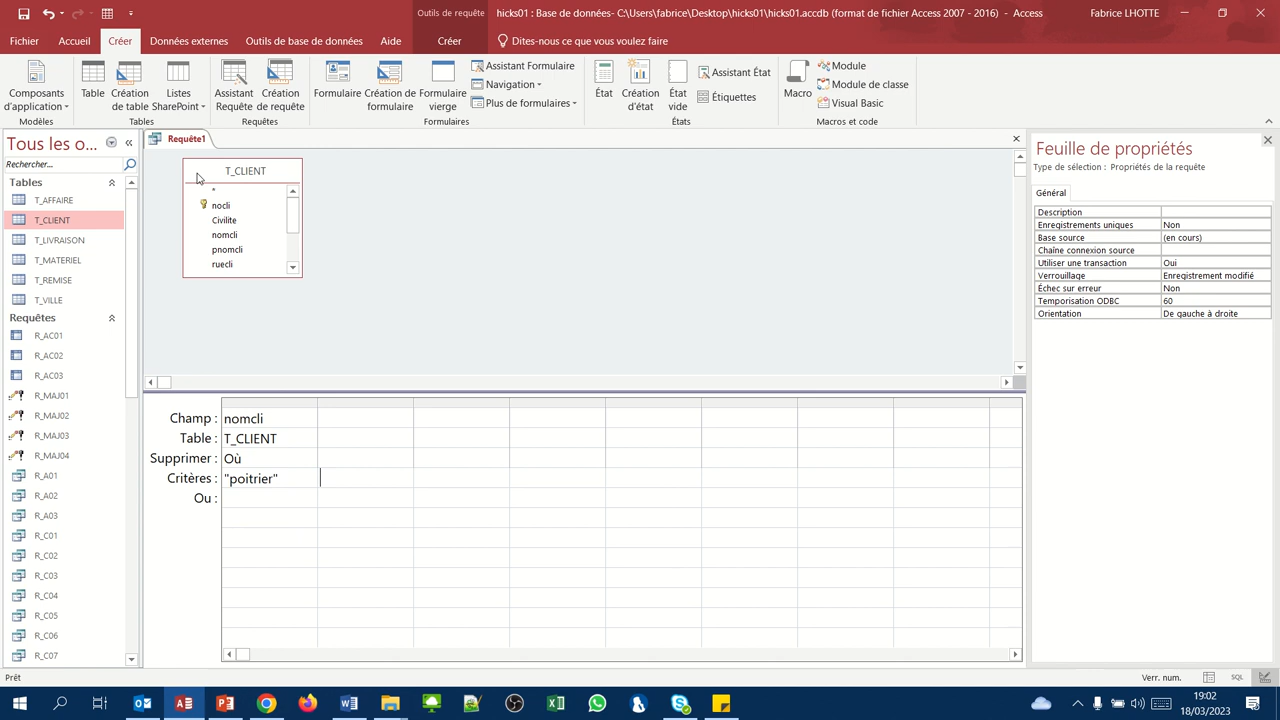 Outils de requête
hicks01 : Base de données- C:\Users\fabrice\Desktop\hicks01\hicks01.accdb (format de fichier Access 2007 - 2016) — Access
Fabrice LHOTTE
Fichier
Accueil
Créer
Données externes
Outils de base de données
Aide
Créer
Dites-nous ce que vous voulez faire
Composants
d'application
Modèles
Table
Création
de table
Listes
SharePoint
Tables
Assistant
Requête
Création
de requête
Requêtes
Formulaire
Création de
formulaire
Formulaire
vierge
Assistant Formulaire
Navigation
Plus de formulaires
Formulaires
État
Création
d'état
État
vide
Assistant État
Étiquettes
États
Macro
Module
Module de classe
Visual Basic
Macros et code
Tous les o...
Rechercher...
Tables
T_AFFAIRE
T_CLIENT
T_LIVRAISON
T_MATERIEL
T_REMISE
T_VILLE
Requêtes
R_AC01
R_AC02
R_AC03
R_MAJ01
R_MAJ02
R_MAJ03
R_MAJ04
R_A01
R_A02
R_A03
R_C01
R_C02
R_C03
R_C04
R_C05
R_C06
R_C07
Requête1
T_CLIENT
*
nocli
Civilite
nomcli
pnomcli
ruecli
Champ : nomcli
Table : T_CLIENT
Supprimer : Où
Critères : "poitrier"
Ou :
Feuille de propriétés
Type de sélection : Propriétés de la requête
Général
Description
Enregistrements uniques Non
Base source (en cours)
Chaîne connexion source
Utiliser une transaction Oui
Verrouillage Enregistrement modifié
Échec sur erreur Non
Temporisation ODBC 60
Orientation De gauche à droite
Prêt
Verr. num.
SQL
19:02
18/03/2023